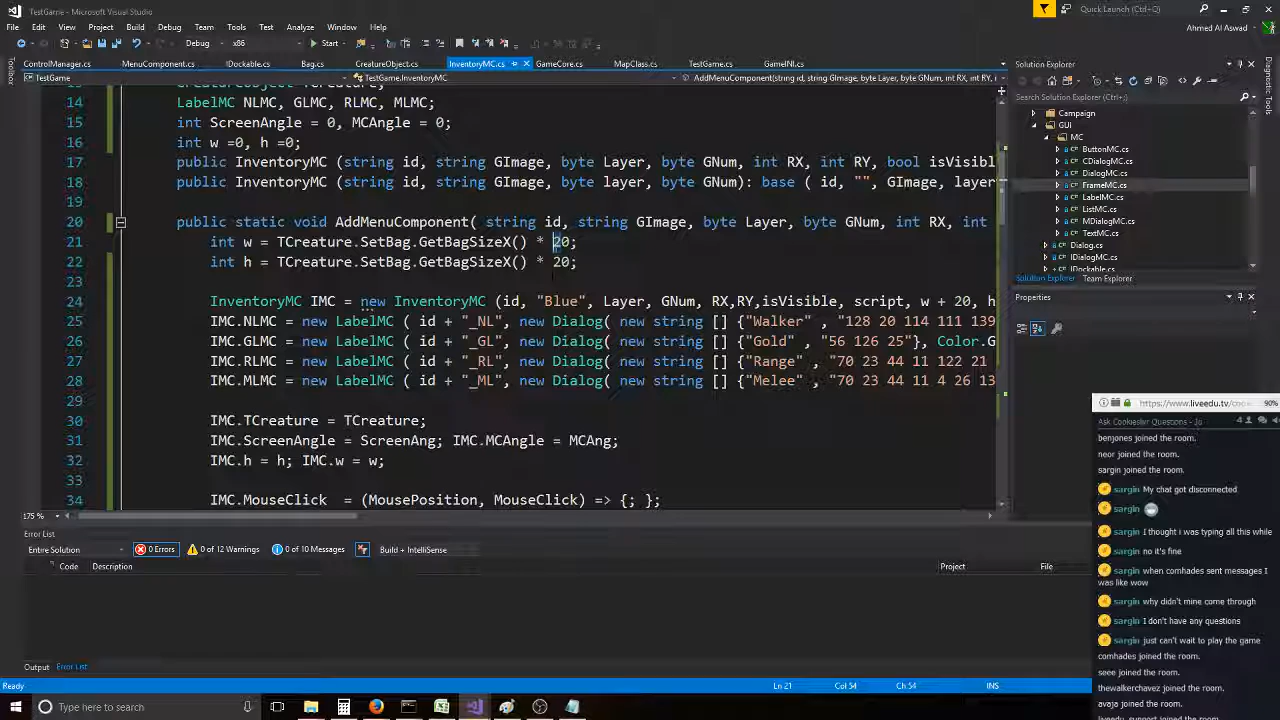 TestGame - Microsoft Visual Studio
Quick Launch (Ctrl+Q)
File Edit View Project Build Debug Team Tools Test Analyze Window Help
Ahmed Al Aswad
Debug x86 Start
ControlManager.cs MenuComponent.cs IDockable.cs Bag.cs CreatureObject.cs InventoryMC.cs GameCore.cs MapClass.cs TestGame.cs GameINI.cs
Solution Explorer
Toolbox
TestGame TestGame.InventoryMC AddMenuComponent(string id, string GImage, byte Layer, byte GNum, int RX, int RY,
Diagnostic Tools
Search Solution Explorer (Ctrl+;)
14 LabelMC NLMC, GLMC, RLMC, MLMC;
15 int ScreenAngle = 0, MCAngle = 0;
16 int w =0, h =0;
17 public InventoryMC (string id, string GImage, byte Layer, byte GNum, int RX, int RY, bool isVisibl
18 public InventoryMC (string id, string GImage, byte layer, byte GNum): base ( id, "", GImage, layer
19
20 public static void AddMenuComponent( string id, string GImage, byte Layer, byte GNum, int RX, int
21 int w = TCreature.SetBag.GetBagSizeX() * 20;
22 int h = TCreature.SetBag.GetBagSizeX() * 20;
23
24 InventoryMC IMC = new InventoryMC (id, "Blue", Layer, GNum, RX,RY,isVisible, script, w + 20, h
25 IMC.NLMC = new LabelMC ( id + "_NL", new Dialog( new string [] {"Walker" , "128 20 114 111 139
26 IMC.GLMC = new LabelMC ( id + "_GL", new Dialog( new string [] {"Gold" , "56 126 25"}, Color.G
27 IMC.RLMC = new LabelMC ( id + "_RL", new Dialog( new string [] {"Range" , "70 23 44 11 122 21
28 IMC.MLMC = new LabelMC ( id + "_ML", new Dialog( new string [] {"Melee" , "70 23 44 11 4 26 13
29
30 IMC.TCreature = TCreature;
31 IMC.ScreenAngle = ScreenAng; IMC.MCAngle = MCAng;
32 IMC.h = h; IMC.w = w;
33
34 IMC.MouseClick = (MousePosition, MouseClick) => {; };
175 %
Campaign
GUI
MC
ButtonMC.cs
CDialogMC.cs
DialogMC.cs
FrameMC.cs
LabelMC.cs
ListMC.cs
MDialogMC.cs
TextMC.cs
Dialog.cs
IDialogMC.cs
IDockable.cs
Solution Explorer Team Explorer
Properties
Error List
Entire Solution 0 Errors 0 of 12 Warnings 0 of 10 Messages Build + IntelliSense
Code Description Project File
Output Error List
https://www.liveedu.tv/coo 90%
Ask Cookieslvr Questions - Jo 4
benjones joined the room.
neor joined the room.
sargin joined the room.
sargin My chat got disconnected
sargin
sargin I thought i was typing all this while
sargin no it's fine
sargin when comhades sent messages I
was like wow
sargin why didn't mine come through
sargin I don't have any questions
sargin just can't wait to play the game
comhades joined the room.
seee joined the room.
thewalkerchavez joined the room.
avaja joined the room.
liveedu_support joined the room.
Ready Ln 21 Col 54 Ch 54 INS
Type here to search